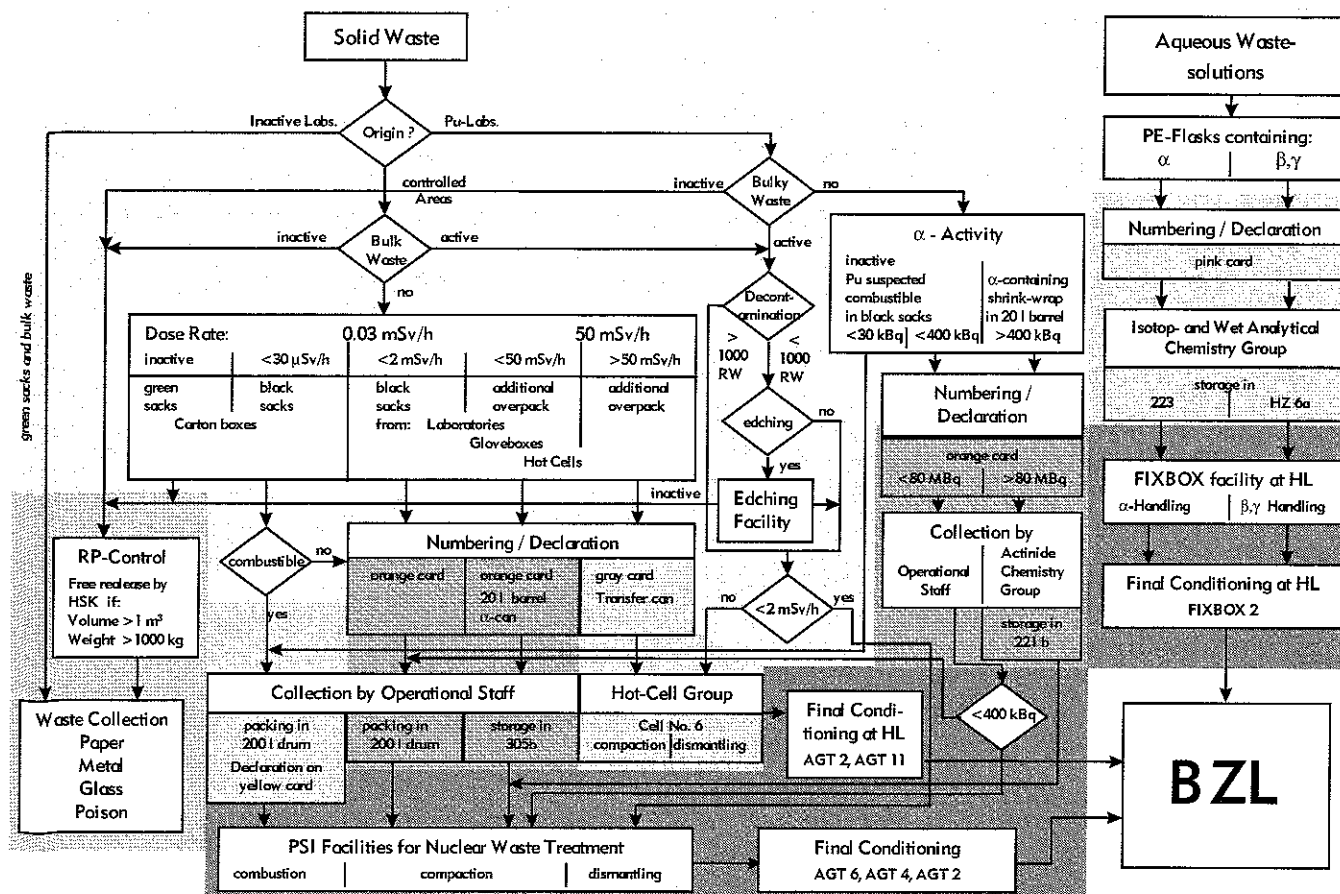 Solid Waste
Origin ?
Inactive Labs.
Pu-Labs.
controlled
Areas
inactive
Bulky
Waste
no
inactive
Bulk
Waste
active
active
no
green sacks and bulk waste
Dose Rate:
0.03 mSv/h
50 mSv/h
inactive
<30 µSv/h
<2 mSv/h
<50 mSv/h
>50 mSv/h
green
sacks
black
sacks
black
sacks
additional
overpack
additional
overpack
Carton boxes
from: Laboratories
Gloveboxes
Hot Cells
Decont-
amination
>
1000
RW
<
1000
RW
edching
no
yes
Edching
Facility
inactive
α - Activity
inactive
Pu suspected
combustible
in black sacks
<30 kBq
<400 kBq
α-containing
shrink-wrap
in 20 l barrel
>400 kBq
Numbering /
Declaration
orange card
<80 MBq
>80 MBq
Collection by
Operational
Staff
Actinide
Chemistry
Group
storage in
221 b
<400 kBq
RP-Control
Free realease by
HSK if:
Volume >1 m³
Weight >1000 kg
combustible
no
yes
Numbering / Declaration
orange card
orange card
20 l barrel
α-can
gray card
Transfer can
no
<2 mSv/h
yes
Waste Collection
Paper
Metal
Glass
Poison
Collection by Operational Staff
packing in
200 l drum
Declaration on
yellow card
packing in
200 l drum
storage in
305b
Hot-Cell Group
Cell No. 6
compaction
dismantling
Final Condi-
tioning at HL
AGT 2, AGT 11
PSI Facilities for Nuclear Waste Treatment
combustion
compaction
dismantling
Final Conditioning
AGT 6, AGT 4, AGT 2
Aqueous Waste-
solutions
PE-Flasks containing:
α
β,γ
Numbering / Declaration
pink card
Isotop- and Wet Analytical
Chemistry Group
storage in
223
HZ 6a
FIXBOX facility at HL
α-Handling
β,γ Handling
Final Conditioning at HL
FIXBOX 2
BZL